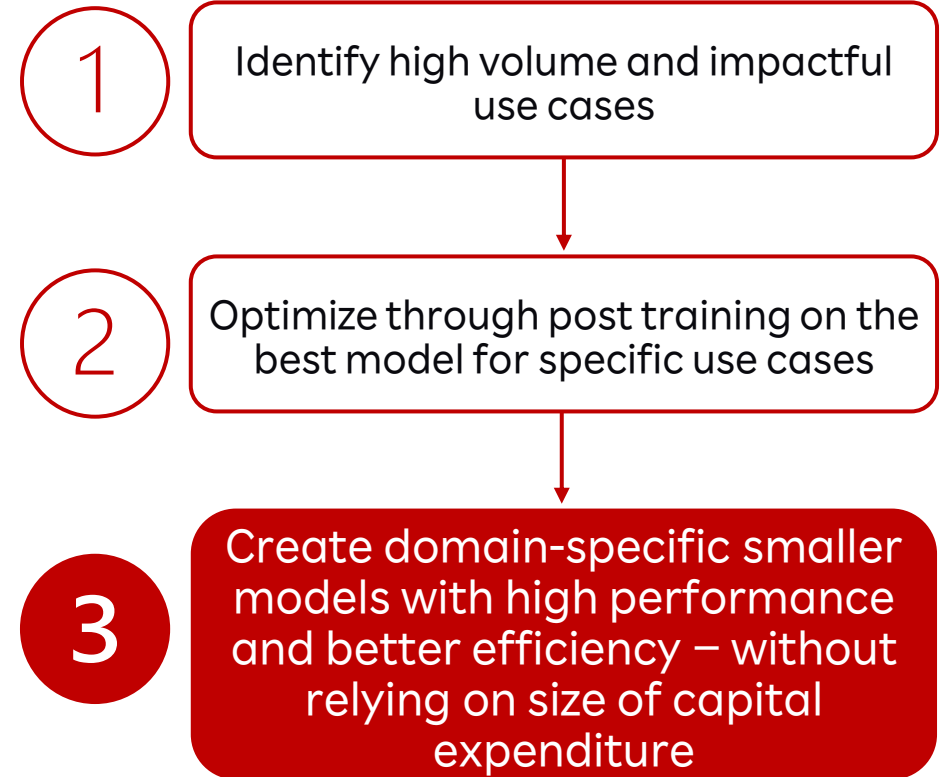 1
Identify high volume and impactful
use cases
2
Optimize through post training on the
best model for specific use cases
3
Create domain-specific smaller
models with high performance
and better efficiency – without
relying on size of capital
expenditure